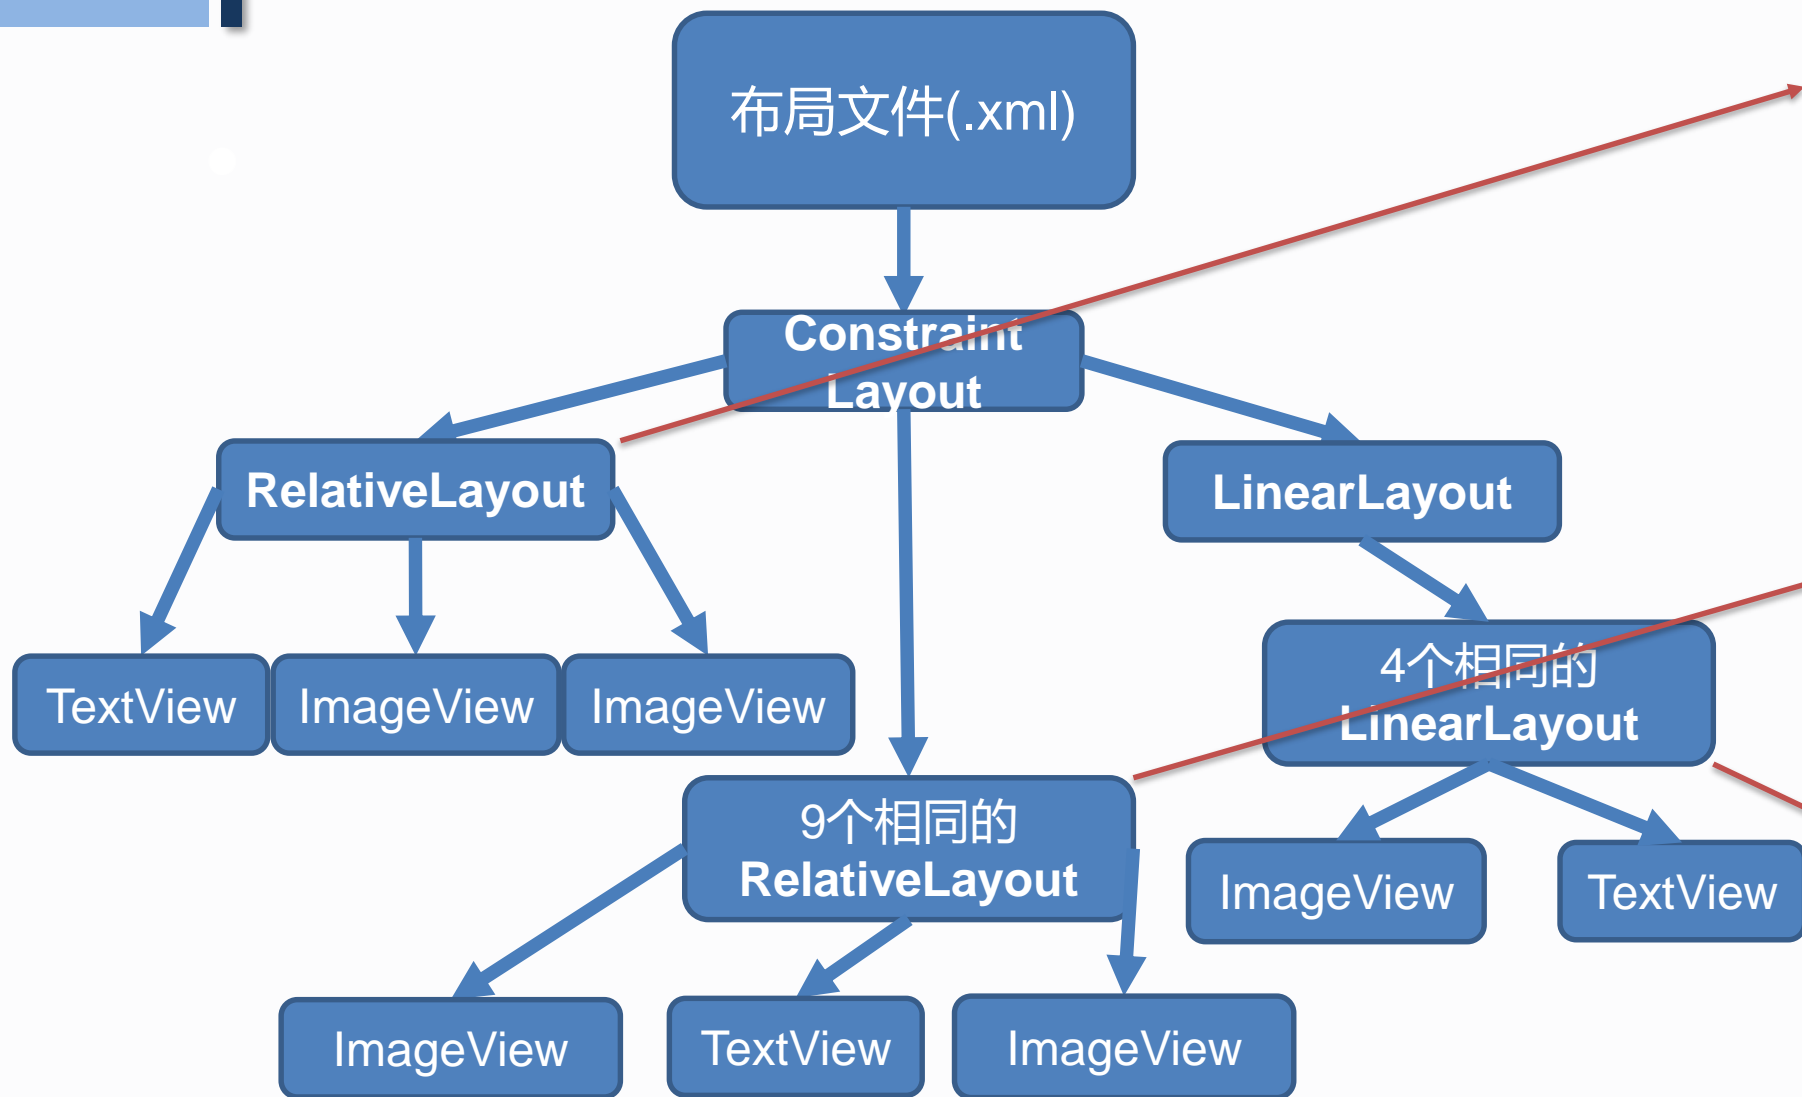 布局文件(.xml)
Constraint
Layout
RelativeLayout
LinearLayout
TextView
ImageView
ImageView
4个相同的
LinearLayout
9个相同的
RelativeLayout
ImageView
TextView
ImageView
TextView
ImageView